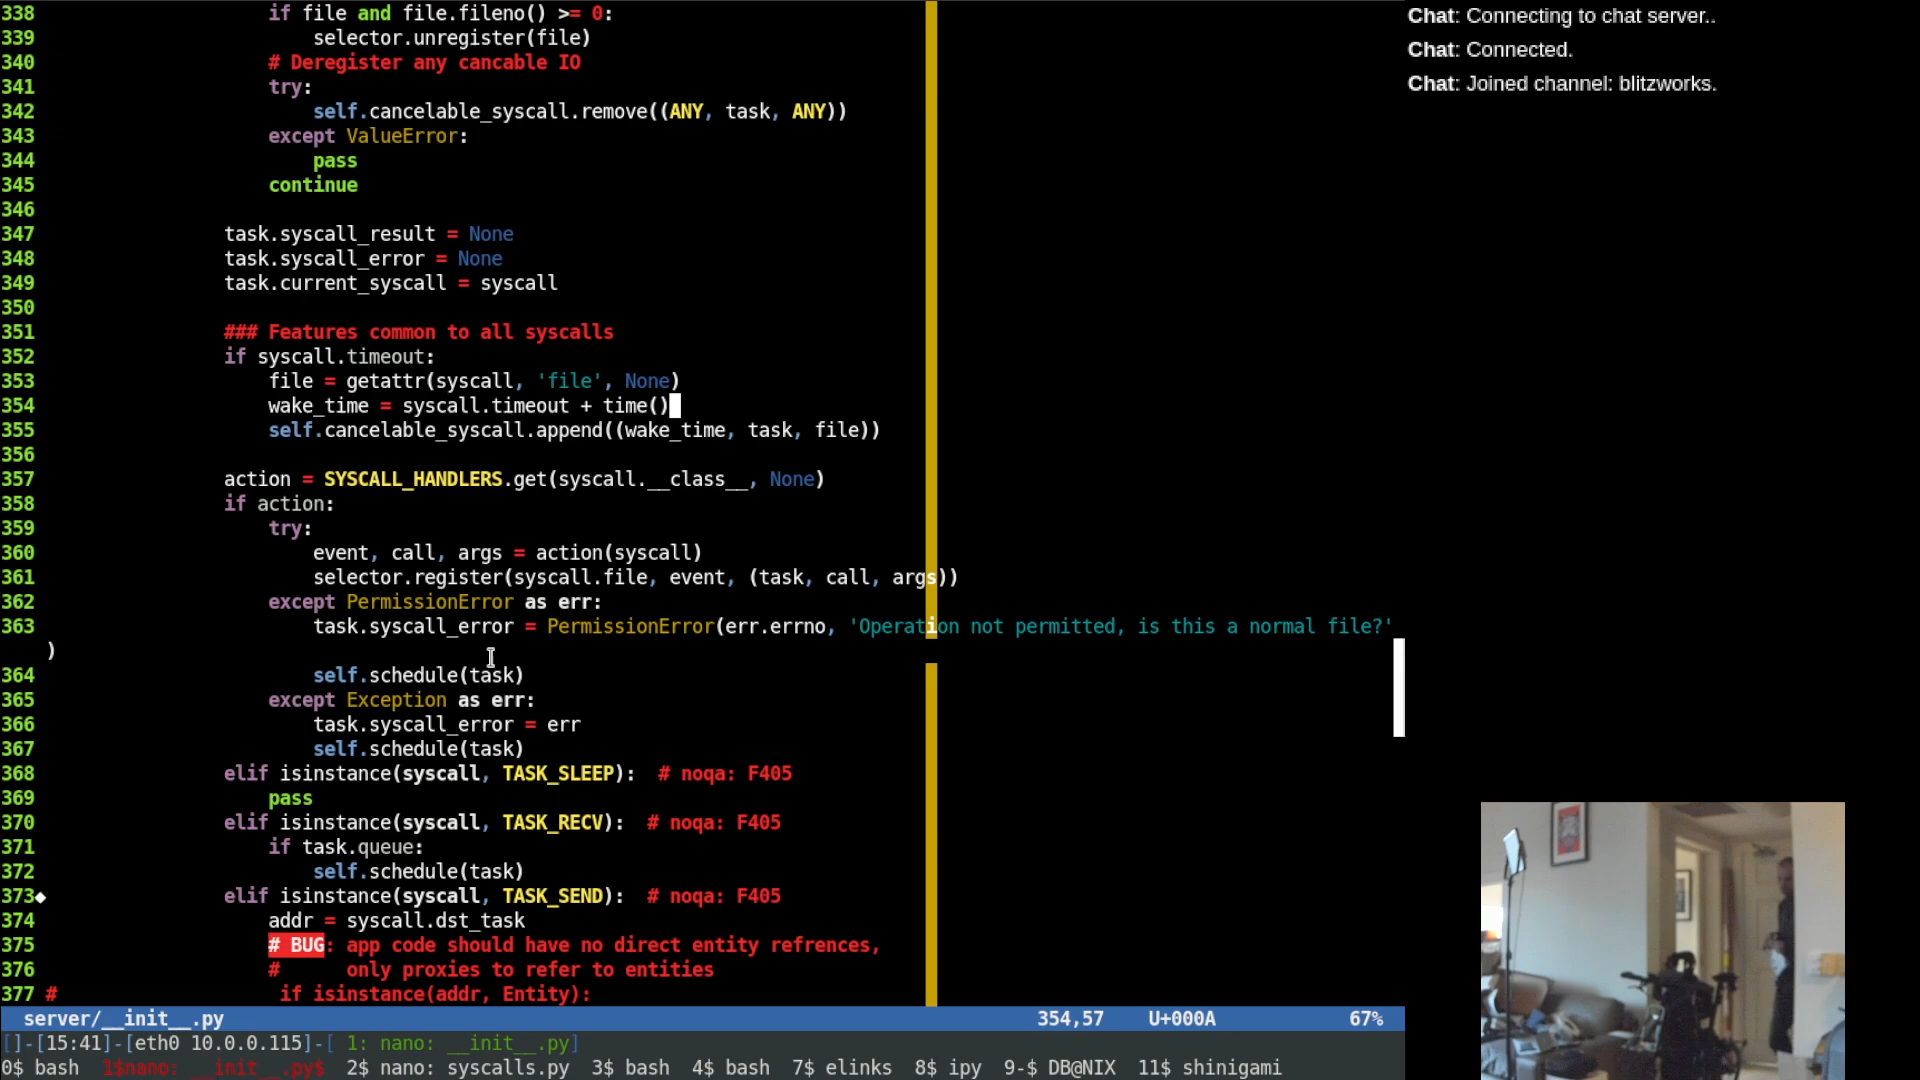 338                     if file and file.fileno() >= 0:
339                         selector.unregister(file)
340                     # Deregister any cancable IO
341                     try:
342                         self.cancelable_syscall.remove((ANY, task, ANY))
343                     except ValueError:
344                         pass
345                     continue
346
347                 task.syscall_result = None
348                 task.syscall_error = None
349                 task.current_syscall = syscall
350
351                 ### Features common to all syscalls
352                 if syscall.timeout:
353                     file = getattr(syscall, 'file', None)
354                     wake_time = syscall.timeout + time()
355                     self.cancelable_syscall.append((wake_time, task, file))
356
357                 action = SYSCALL_HANDLERS.get(syscall.__class__, None)
358                 if action:
359                     try:
360                         event, call, args = action(syscall)
361                         selector.register(syscall.file, event, (task, call, args))
362                     except PermissionError as err:
363                         task.syscall_error = PermissionError(err.errno, 'Operation not permitted, is this a normal file?'
)
364                         self.schedule(task)
365                     except Exception as err:
366                         task.syscall_error = err
367                         self.schedule(task)
368                 elif isinstance(syscall, TASK_SLEEP):  # noqa: F405
369                     pass
370                 elif isinstance(syscall, TASK_RECV):  # noqa: F405
371                     if task.queue:
372                         self.schedule(task)
373◆                elif isinstance(syscall, TASK_SEND):  # noqa: F405
374                     addr = syscall.dst_task
375                     # BUG: app code should have no direct entity refrences,
376                     #      only proxies to refer to entities
377 #                    if isinstance(addr, Entity):
server/__init__.py 354,57 U+000A 67%
[]-[15:41]-[eth0 10.0.0.115]-[ 1: nano: __init__.py]
0$ bash  1$nano: __init__.py$  2$ nano: syscalls.py  3$ bash  4$ bash  7$ elinks  8$ ipy  9-$ DB@NIX  11$ shinigami
Chat: Connecting to chat server..
Chat: Connected.
Chat: Joined channel: blitzworks.